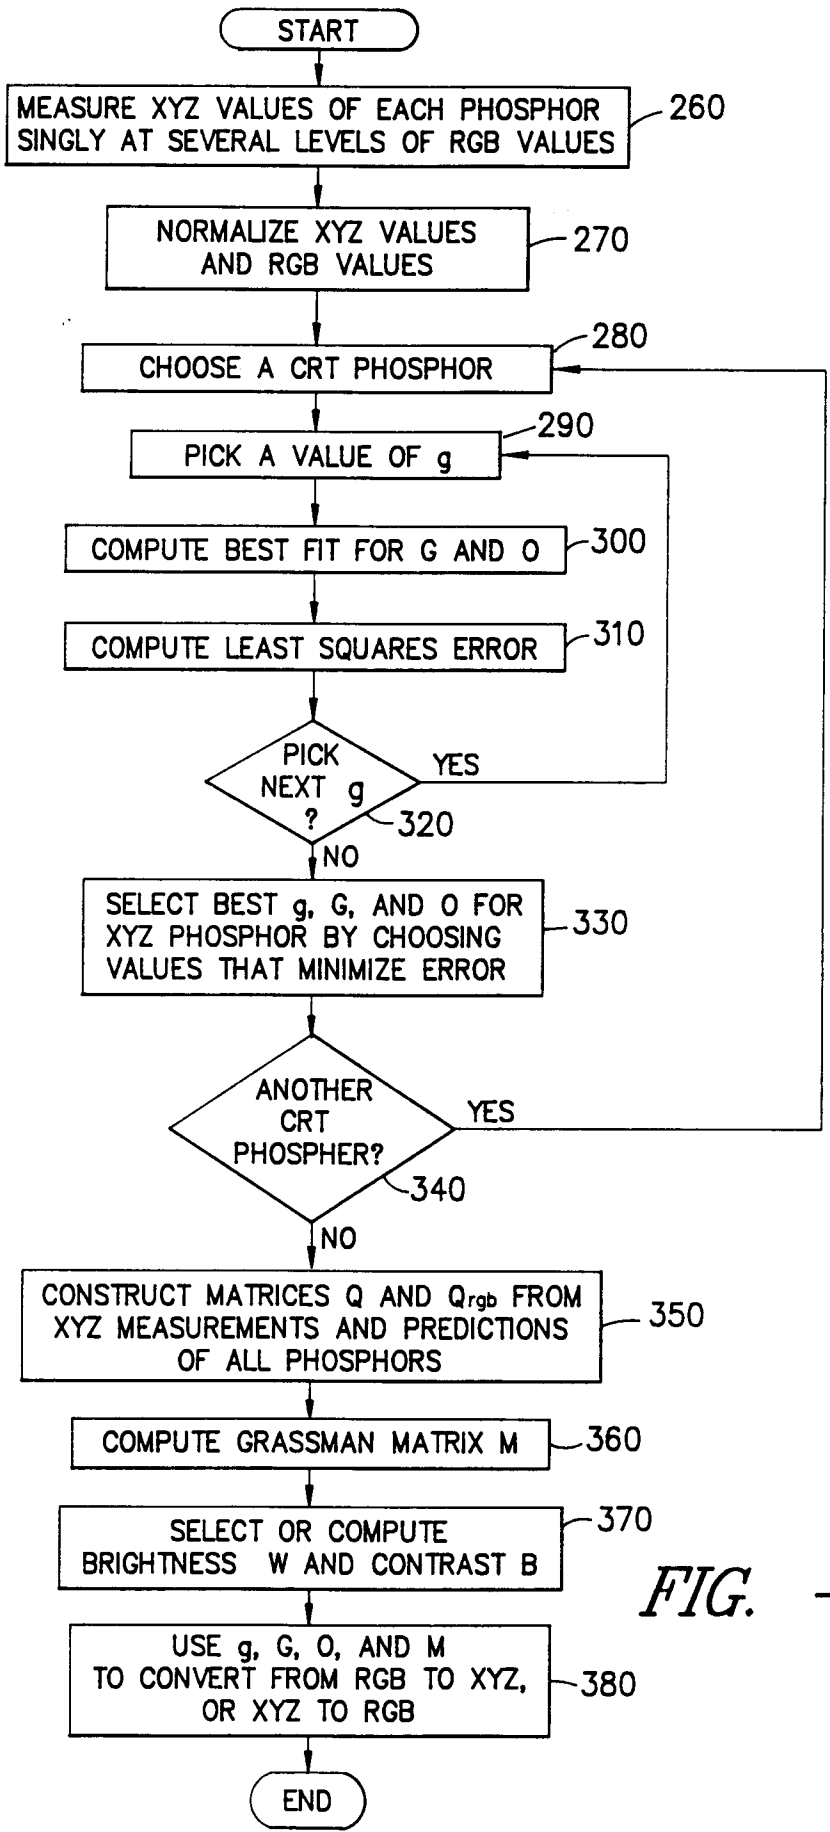 START
MEASURE XYZ VALUES OF EACH PHOSPHOR
SINGLY AT SEVERAL LEVELS OF RGB VALUES
260
NORMALIZE XYZ VALUES
AND RGB VALUES
270
280
CHOOSE A CRT PHOSPHOR
290
PICK A VALUE OF g
COMPUTE BEST FIT FOR G AND O
300
COMPUTE LEAST SQUARES ERROR
310
PICK
NEXT g
?
YES
320
NO
SELECT BEST g, G, AND O FOR
XYZ PHOSPHOR BY CHOOSING
VALUES THAT MINIMIZE ERROR
330
ANOTHER
CRT
PHOSPHER?
YES
340
NO
CONSTRUCT MATRICES Q AND Qrgb FROM
XYZ MEASUREMENTS AND PREDICTIONS
OF ALL PHOSPHORS
350
COMPUTE GRASSMAN MATRIX M
360
SELECT OR COMPUTE
BRIGHTNESS W AND CONTRAST B
370
FIG. -
USE g, G, O, AND M
TO CONVERT FROM RGB TO XYZ,
OR XYZ TO RGB
380
END